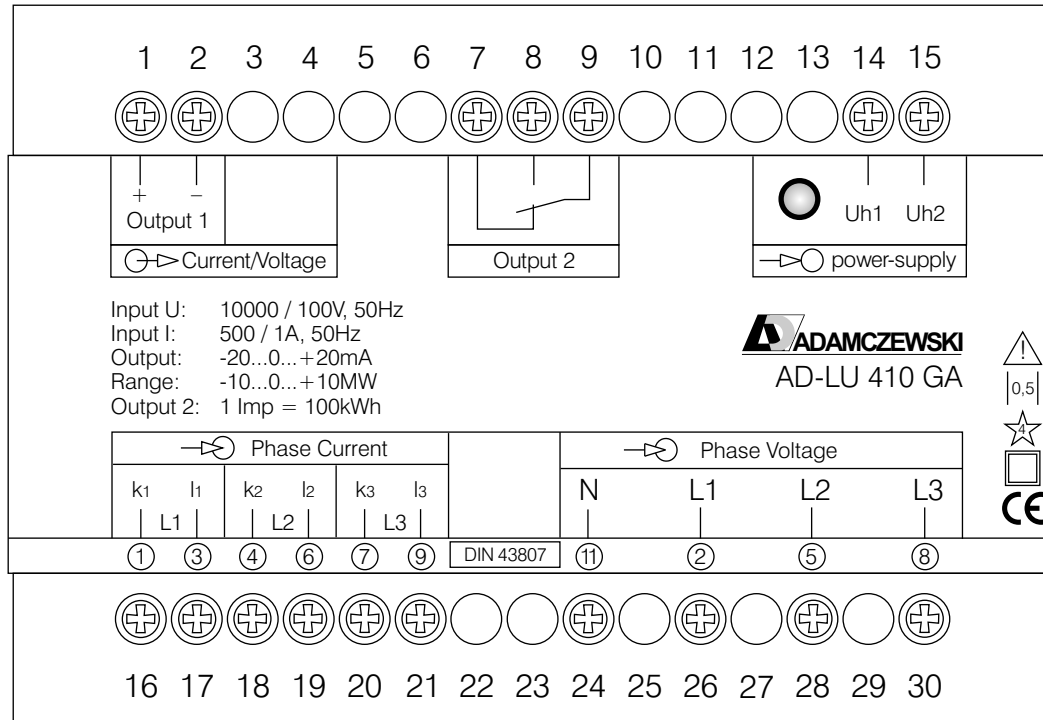 1 2 3 4 5 6 7 8 9 10 11 12 13 14 15
+ -
Output 1
Current/Voltage
Output 2
Uh1 Uh2
power-supply
Input U: 10000 / 100V, 50Hz
Input I: 500 / 1A, 50Hz
Output: -20...0...+20mA
Range: -10...0...+10MW
Output 2: 1 Imp = 100kWh
AD ADAMCZEWSKI
AD-LU 410 GA
!
0,5
4
CE
Phase Current
k1 l1 k2 l2 k3 l3
L1 L2 L3
Phase Voltage
N L1 L2 L3
1 3 4 6 7 9 DIN 43807 11 2 5 8
16 17 18 19 20 21 22 23 24 25 26 27 28 29 30